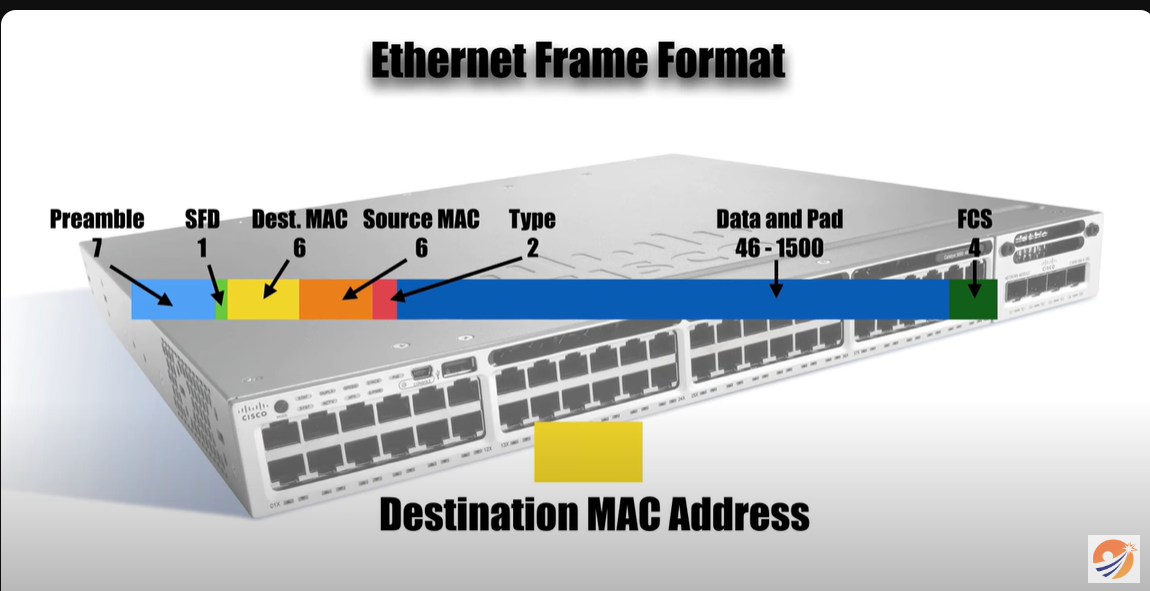 Ethernet Frame Format
Preamble SFD Dest. MAC Source MAC Type Data and Pad FCS
7 1 6 6 2 46 - 1500 4
CISCO
Destination MAC Address